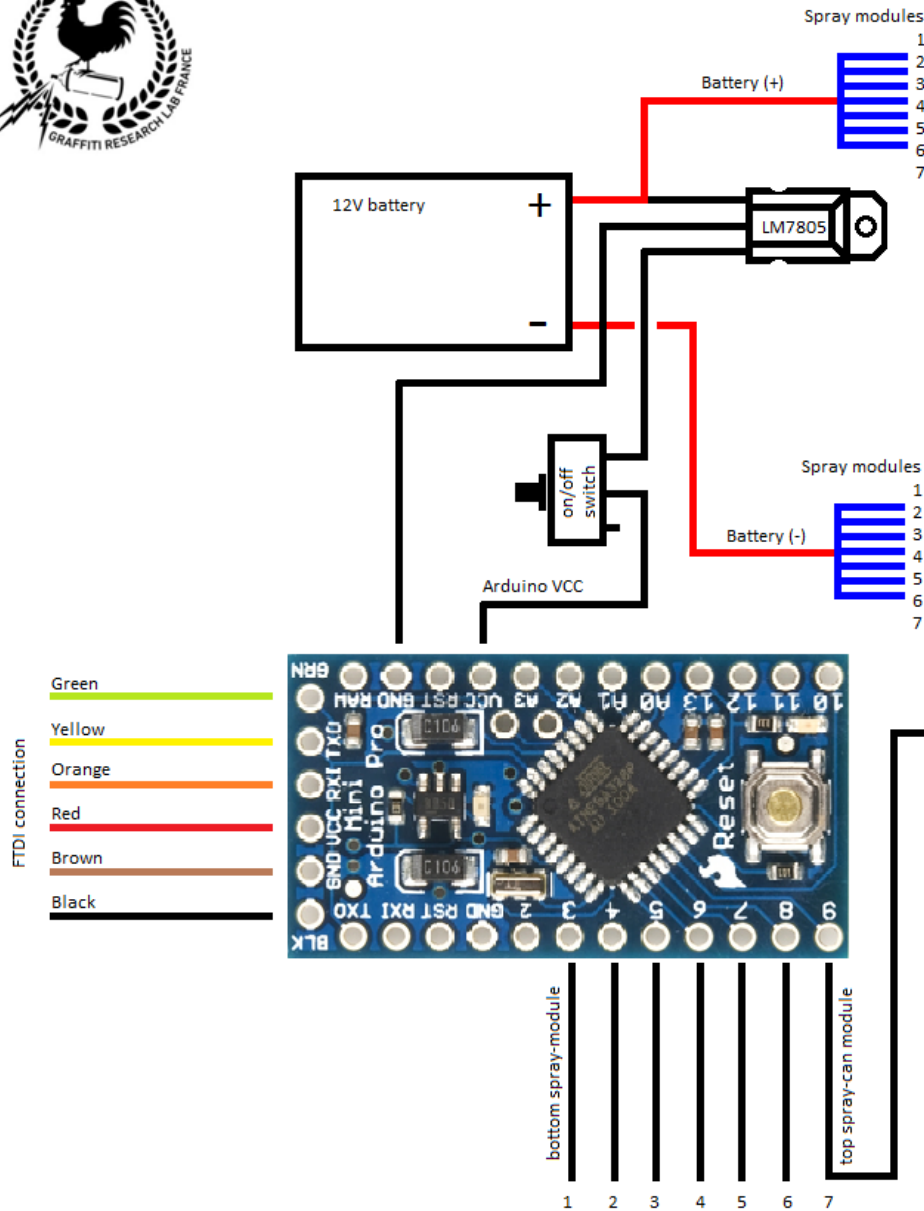 GRAFFITI RESEARCH LAB FRANCE
Spray modules
1
2
3
4
5
6
7
Battery (+)
12V battery
+
-
LM7805
on/off switch
Spray modules
1
2
3
4
5
6
7
Battery (-)
Arduino VCC
FTDI connection
Green
Yellow
Orange
Red
Brown
Black
GRN
TXO
RXI
VCC
GND
BLK
RAW GND RST VCC A3 A2 A1 A0 13 12 11 10
Arduino Pro
Mini
C106
C106
Reset
TXO RXI RST GND 2 3 4 5 6 7 8 9
bottom spray-module
top spray-can module
1 2 3 4 5 6 7